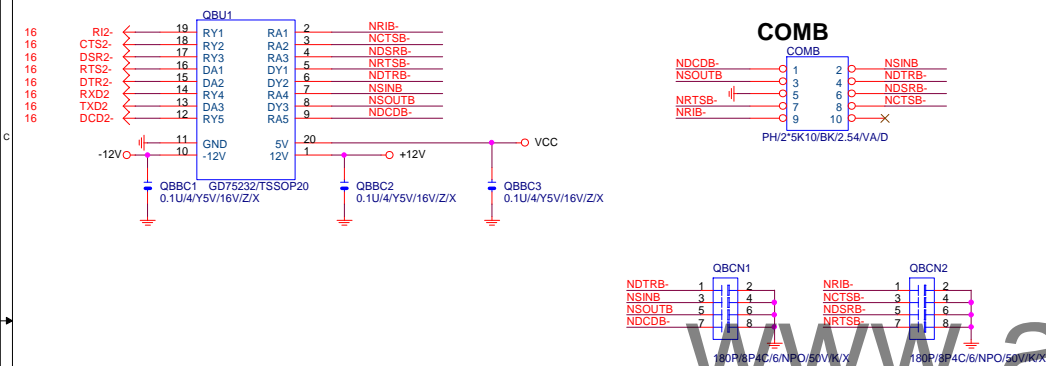 QBU1
16 RI2- 19 RY1 RA1 2 NRIB-
16 CTS2- 18 RY2 RA2 3 NCTSB-
16 DSR2- 17 RY3 RA3 4 NDSRB-
16 RTS2- 16 DA1 DY1 5 NRTSB-
16 DTR2- 15 DA2 DY2 6 NDTRB-
16 RXD2 14 RY4 RA4 7 NSINB
16 TXD2 13 DA3 DY3 8 NSOUTB
16 DCD2- 12 RY5 RA5 9 NDCDB-
11 GND 5V 20 VCC
-12V 10 -12V 12V 1 +12V
GD75232/TSSOP20
QBBC1
0.1U/4/Y5V/16V/Z/X
QBBC2
0.1U/4/Y5V/16V/Z/X
QBBC3
0.1U/4/Y5V/16V/Z/X
C
COMB
COMB
NDCDB- 1 2 NSINB
NSOUTB 3 4 NDTRB-
5 6 NDSRB-
NRTSB- 7 8 NCTSB-
NRIB- 9 10
PH/2*5K10/BK/2.54/VA/D
QBCN1
NDTRB- 1 2
NSINB 3 4
NSOUTB 5 6
NDCDB- 7 8
180P/8P4C/6/NPO/50V/K/X
QBCN2
NRIB- 1 2
NCTSB- 3 4
NDSRB- 5 6
NRTSB- 7 8
180P/8P4C/6/NPO/50V/K/X
www.a